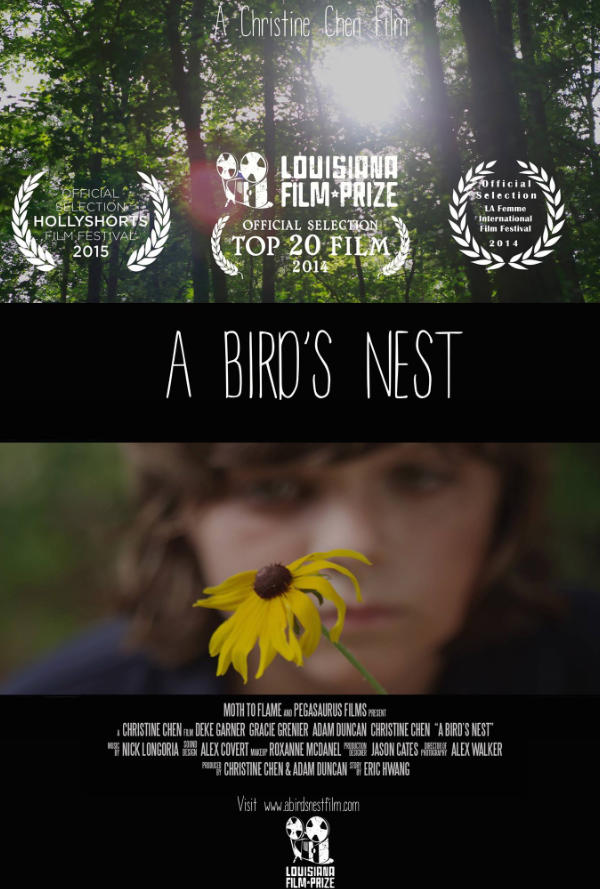 A Christine Chen Film
OFFICIAL
SELECTION
HOLLYSHORTS
FILM FESTIVAL
2015
LOUISIANA
FILM★PRIZE
OFFICIAL SELECTION
TOP 20 FILM
2014
Official
Selection
LA Femme
International
Film Festival
2014
A BIRD'S NEST
MOTH TO FLAME AND PEGASAURUS FILMS PRESENT
A CHRISTINE CHEN FILM DEKE GARNER GRACIE GRENIER ADAM DUNCAN CHRISTINE CHEN "A BIRD'S NEST"
MUSIC BY NICK LONGORIA SOUND DESIGN ALEX COVERT MAKEUP ROXANNE MCDANEL PRODUCTION DESIGNER JASON CATES DIRECTOR OF PHOTOGRAPHY ALEX WALKER
PRODUCED BY CHRISTINE CHEN & ADAM DUNCAN STORY BY ERIC HWANG
Visit www.abirdsnestfilm.com
LOUISIANA
FILM★PRIZE